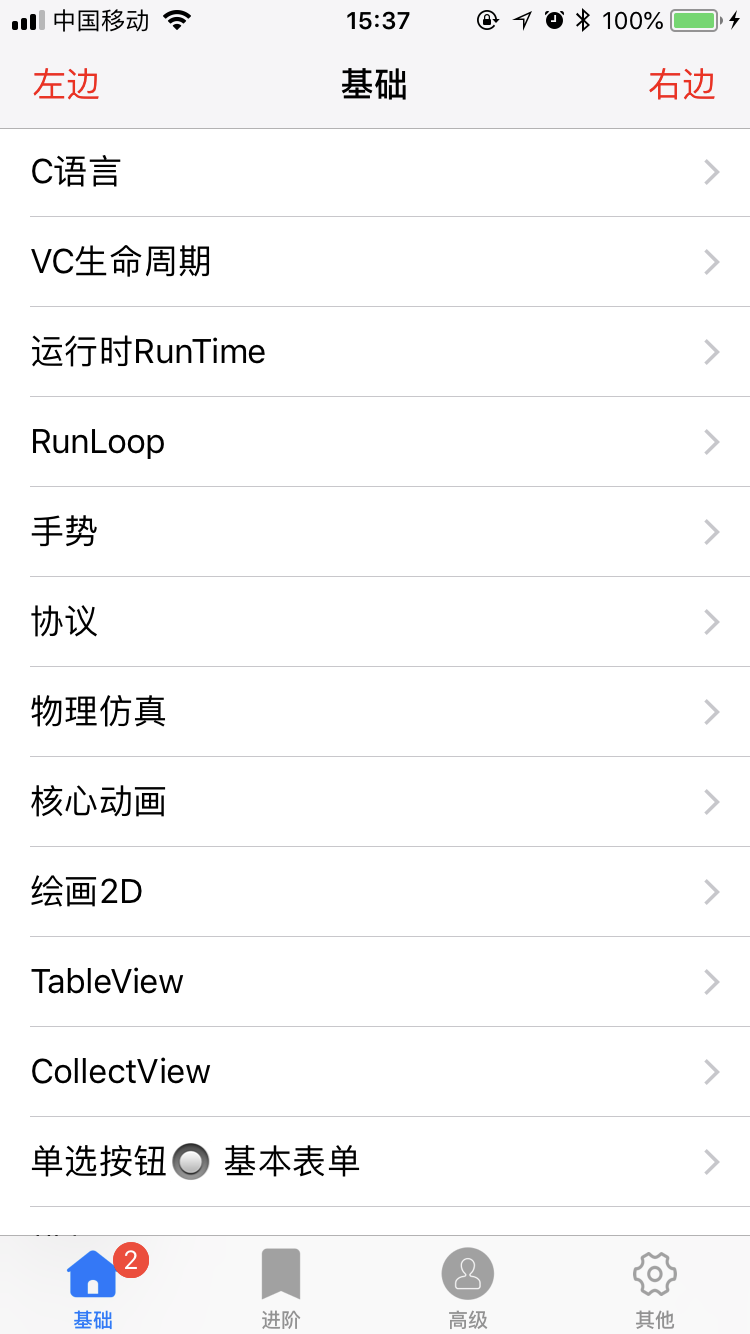 中国移动 15:37 100%
左边 基础 右边
C语言
VC生命周期
运行时RunTime
RunLoop
手势
协议
物理仿真
核心动画
绘画2D
TableView
CollectView
单选按钮🔘 基本表单
2
基础 进阶 高级 其他